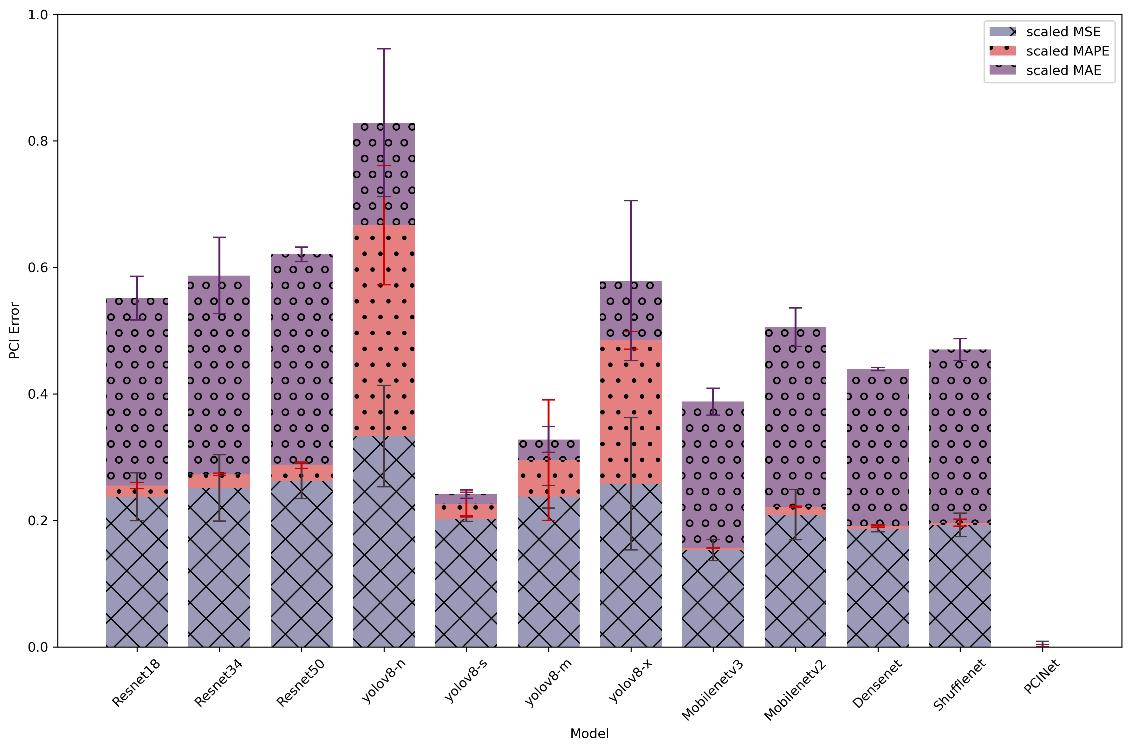 1.0
0.8
0.6
0.4
0.2
0.0
PCI Error
scaled MSE
scaled MAPE
scaled MAE
Resnet18
Resnet34
Resnet50
yolov8-n
yolov8-s
yolov8-m
yolov8-x
Mobilenetv3
Mobilenetv2
Densenet
Shufflenet
PCINet
Model